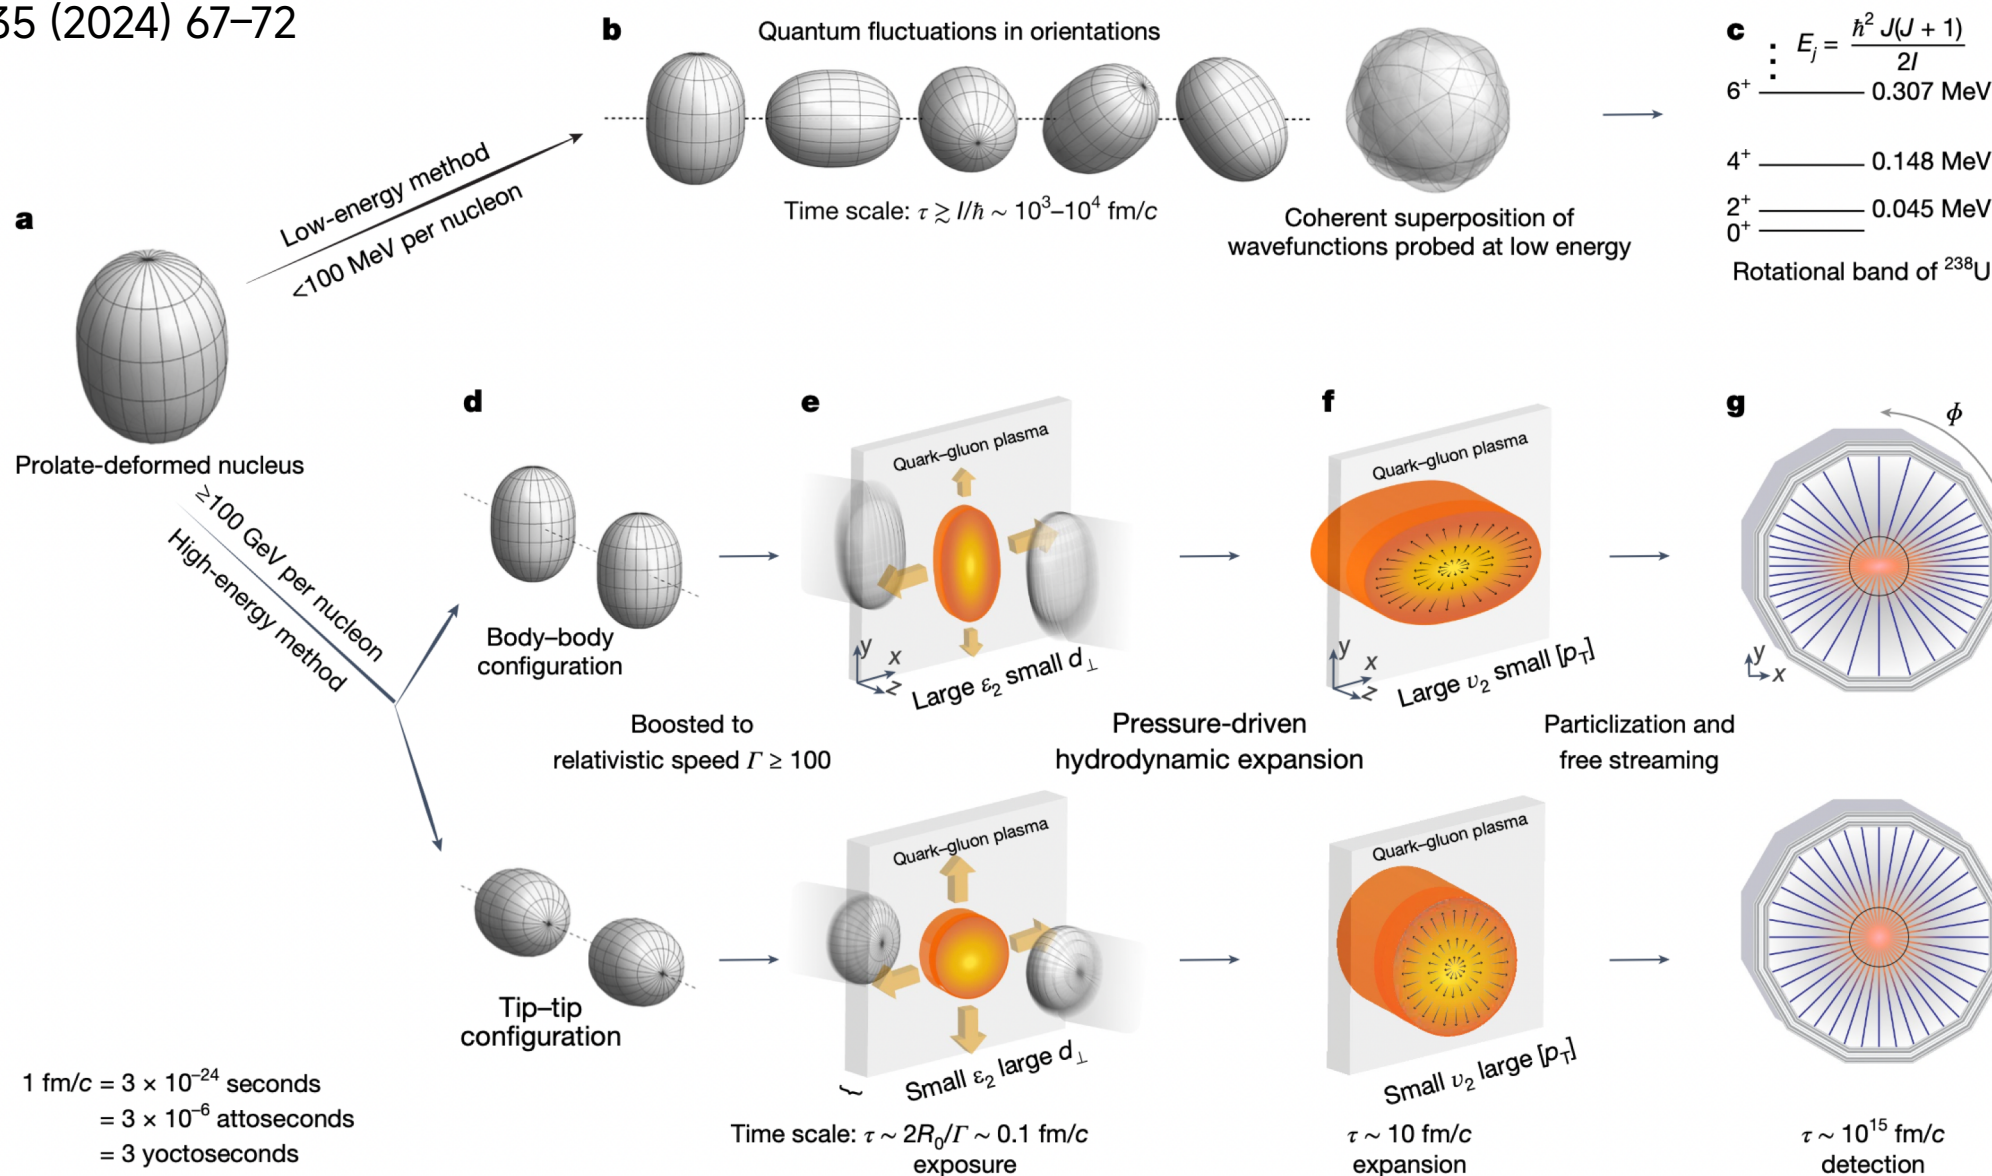 35 (2024) 67–72
a
Prolate-deformed nucleus
Low-energy method
<100 MeV per nucleon
≥100 GeV per nucleon
High-energy method
b
Quantum fluctuations in orientations
Time scale: τ ≳ I/ħ ~ 10³–10⁴ fm/c
Coherent superposition of
wavefunctions probed at low energy
c
E_j = ħ² J(J + 1) / 2I
6⁺ 0.307 MeV
4⁺ 0.148 MeV
2⁺ 0.045 MeV
0⁺
Rotational band of ²³⁸U
d
Body–body
configuration
Tip–tip
configuration
Boosted to
relativistic speed Γ ≥ 100
e
Quark–gluon plasma
y
x
z
Large ε₂ small d⊥
Quark–gluon plasma
Small ε₂ large d⊥
Pressure-driven
hydrodynamic expansion
f
Quark–gluon plasma
y
x
z
Large v₂ small [p_T]
Quark–gluon plasma
Small v₂ large [p_T]
Particlization and
free streaming
g
ϕ
y
x
1 fm/c = 3 × 10⁻²⁴ seconds
= 3 × 10⁻⁶ attoseconds
= 3 yoctoseconds
Time scale: τ ~ 2R₀/Γ ~ 0.1 fm/c
exposure
τ ~ 10 fm/c
expansion
τ ~ 10¹⁵ fm/c
detection